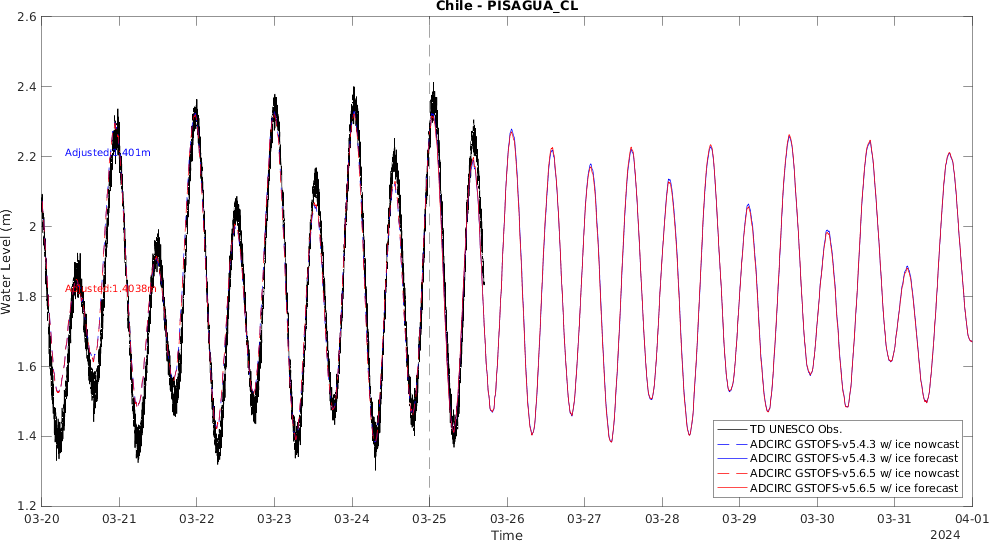 Chile - PISAGUA_CL
2.6
2.4
2.2
2
1.8
1.6
1.4
1.2
Water Level (m)
Adjusted:1.401m
Adjusted:1.4038m
TD UNESCO Obs.
ADCIRC GSTOFS-v5.4.3 w/ ice nowcast
ADCIRC GSTOFS-v5.4.3 w/ ice forecast
ADCIRC GSTOFS-v5.6.5 w/ ice nowcast
ADCIRC GSTOFS-v5.6.5 w/ ice forecast
03-20 03-21 03-22 03-23 03-24 03-25 03-26 03-27 03-28 03-29 03-30 03-31 04-01
Time
2024